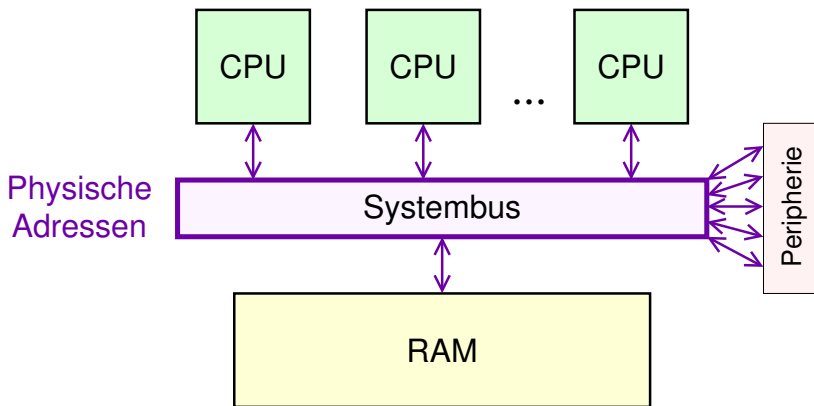 CPU
CPU
...
CPU
Physische
Adressen
Systembus
Peripherie
RAM